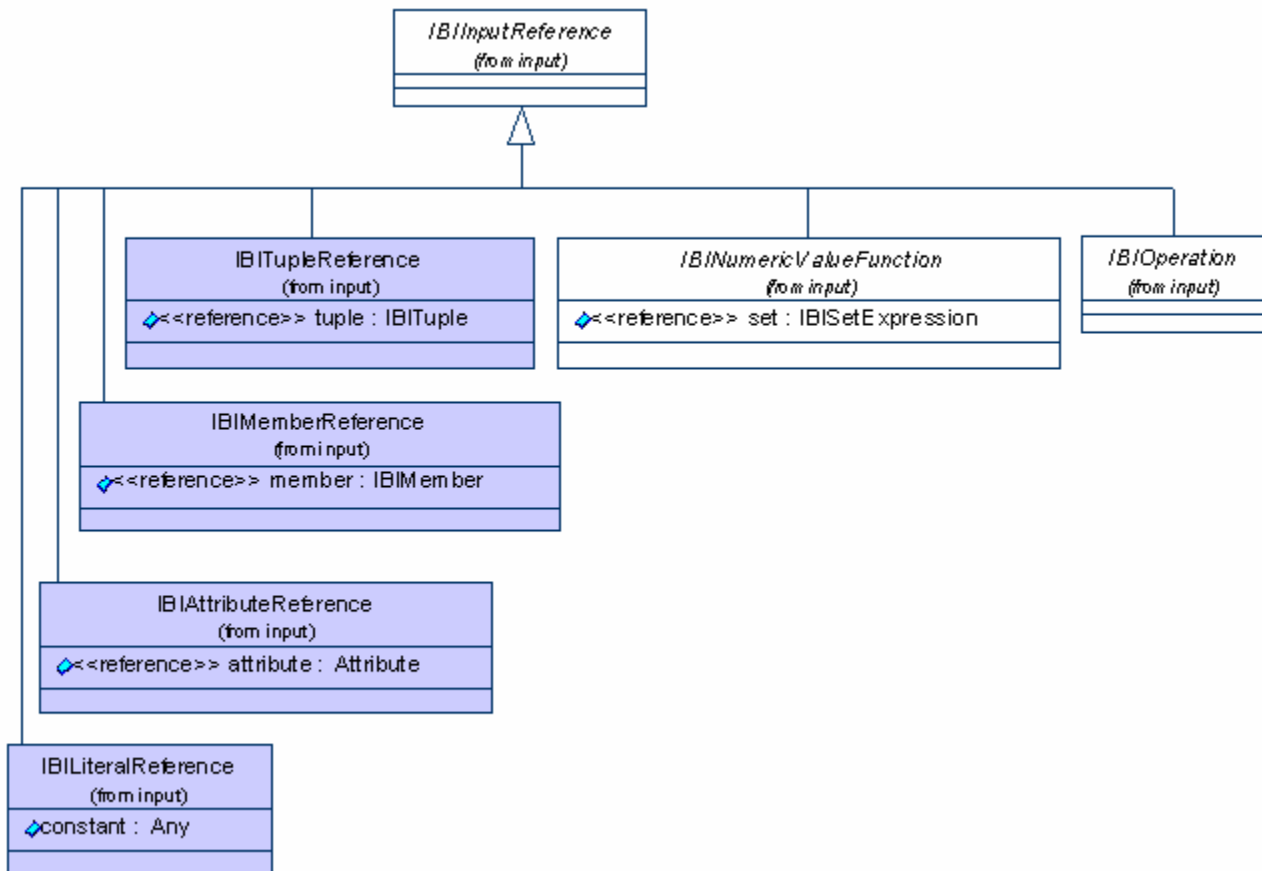 IBIInputReference
(from input)
IBITupleReference
(from input)
<<reference>> tuple : IBITuple
IBINumericValueFunction
(from input)
<<reference>> set : IBISetExpression
IBIOperation
(from input)
IBIMemberReference
(from input)
<<reference>> member : IBIMember
IBIAttributeReference
(from input)
<<reference>> attribute : Attribute
IBILiteralReference
(from input)
constant : Any